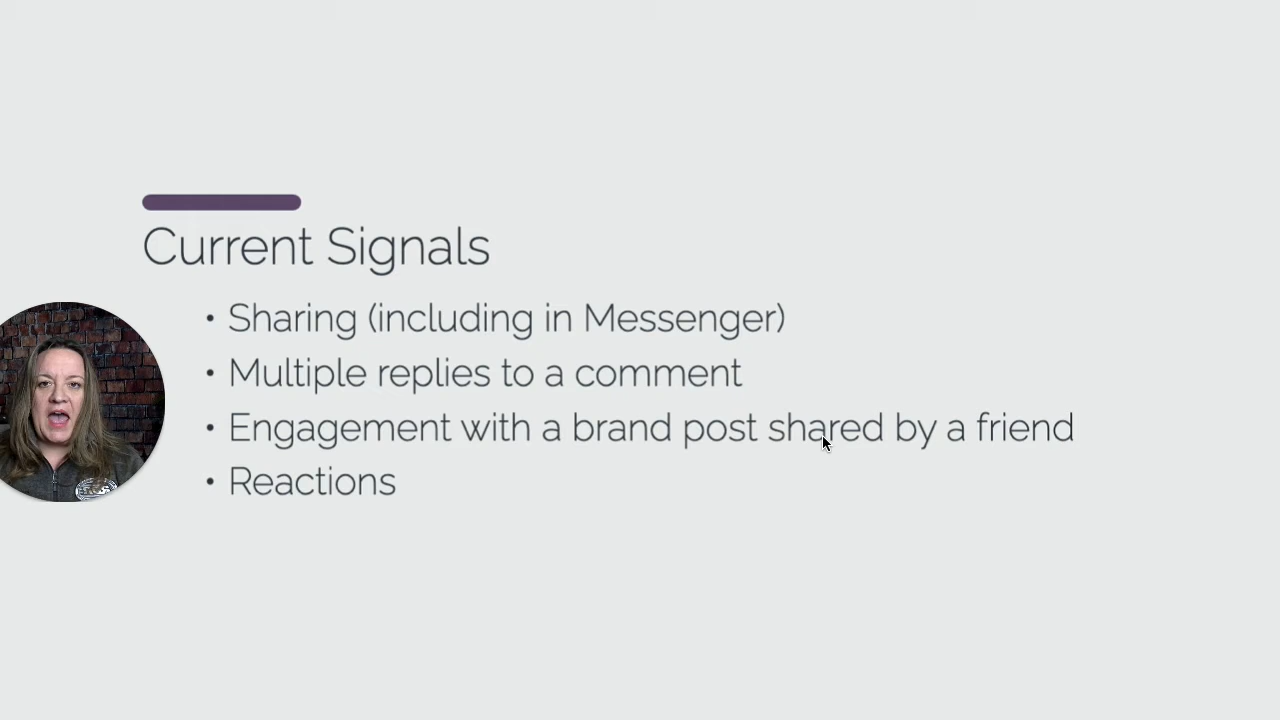 Current Signals
• Sharing (including in Messenger)
• Multiple replies to a comment
• Engagement with a brand post shared by a friend
• Reactions